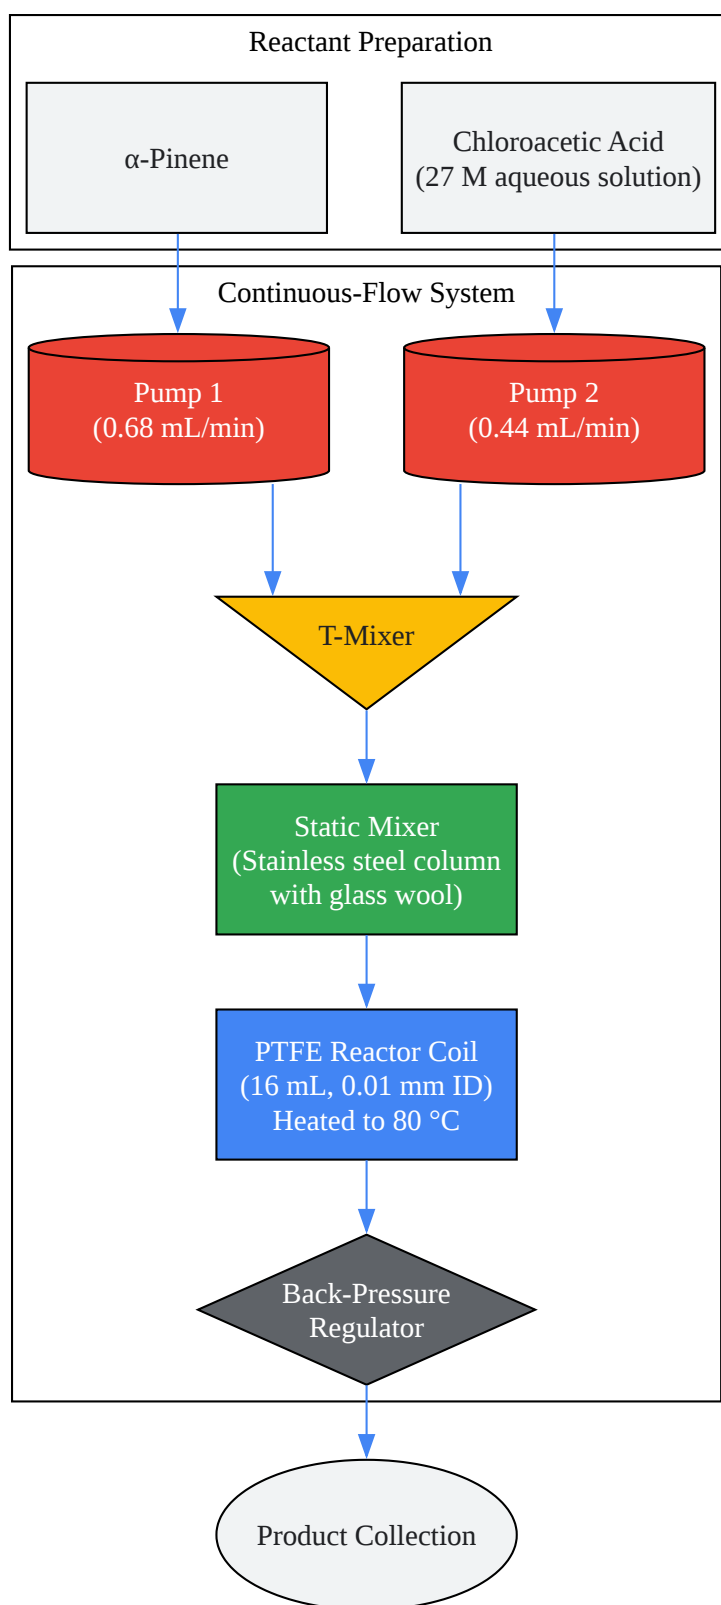 Reactant Preparation
α-Pinene
Chloroacetic Acid
(27 M aqueous solution)
Continuous-Flow System
Pump 1
(0.68 mL/min)
Pump 2
(0.44 mL/min)
T-Mixer
Static Mixer
(Stainless steel column
with glass wool)
PTFE Reactor Coil
(16 mL, 0.01 mm ID)
Heated to 80 °C
Back-Pressure
Regulator
Product Collection